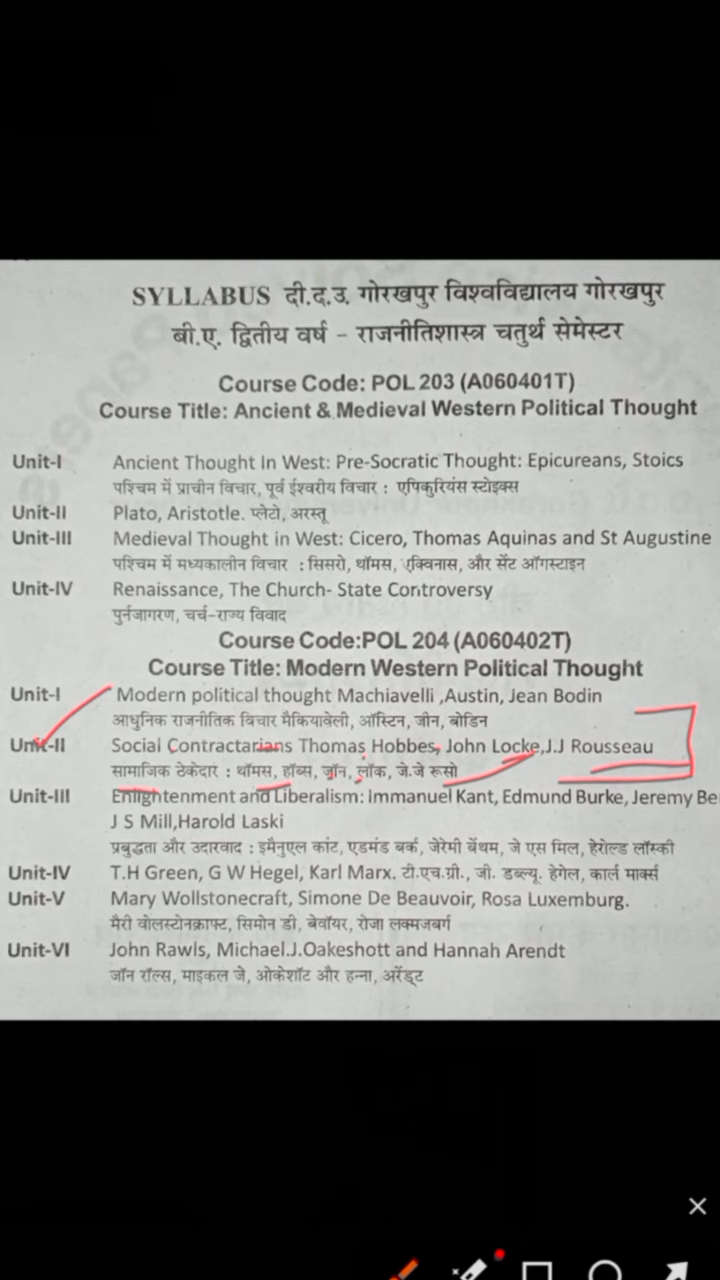 SYLLABUS दी.द.उ. गोरखपुर विश्वविद्यालय गोरखपुर
बी.ए. द्वितीय वर्ष - राजनीतिशास्त्र चतुर्थ सेमेस्टर
Course Code: POL 203 (A060401T)
Course Title: Ancient & Medieval Western Political Thought
Unit-I Ancient Thought In West: Pre-Socratic Thought: Epicureans, Stoics
पश्चिम में प्राचीन विचार, पूर्व ईश्वरीय विचार : एपिकुरियंस स्टोइक्स
Unit-II Plato, Aristotle. प्लेटो, अरस्तू
Unit-III Medieval Thought in West: Cicero, Thomas Aquinas and St Augustine
पश्चिम में मध्यकालीन विचार : सिसरो, थॉमस, एक्विनास, और सेंट ऑगस्टाइन
Unit-IV Renaissance, The Church- State Controversy
पुर्नजागरण, चर्च-राज्य विवाद
Course Code:POL 204 (A060402T)
Course Title: Modern Western Political Thought
Unit-I Modern political thought Machiavelli ,Austin, Jean Bodin
आधुनिक राजनीतिक विचार मैकियावेली, ऑस्टिन, जीन, बोडिन
Unit-II Social Contractarians Thomas Hobbes, John Locke,J.J Rousseau
सामाजिक ठेकेदार : थॉमस, हॉब्स, जॉन, लॉक, जे.जे रूसो
Unit-III Enlightenment and Liberalism: Immanuel Kant, Edmund Burke, Jeremy Be
J S Mill,Harold Laski
प्रबुद्धता और उदारवाद : इमैनुएल कांट, एडमंड बर्क, जेरेमी बेंथम, जे एस मिल, हेरोल्ड लॉस्की
Unit-IV T.H Green, G W Hegel, Karl Marx. टी.एच.ग्री., जी. डब्ल्यू. हेगेल, कार्ल मार्क्स
Unit-V Mary Wollstonecraft, Simone De Beauvoir, Rosa Luxemburg.
मैरी वोलस्टोनक्राफ्ट, सिमोन डी, बेवॉयर, रोजा लक्मजबर्ग
Unit-VI John Rawls, Michael.J.Oakeshott and Hannah Arendt
जॉन रॉल्स, माइकल जे, ओकेशॉट और हन्ना, अरेंड्ट